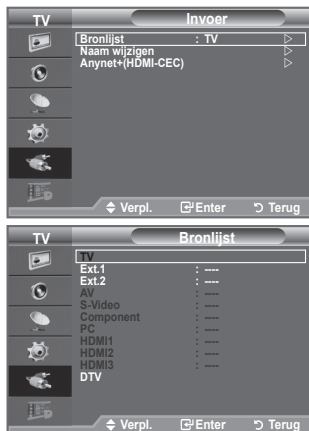 TV Invoer
Bronlijst : TV
Naam wijzigen
Anynet+(HDMI-CEC)
Verpl. Enter Terug
TV Bronlijst
TV
Ext.1 : ----
Ext.2 : ----
AV : ----
S-Video : ----
Component : ----
PC : ----
HDMI1 : ----
HDMI2 : ----
HDMI3 : ----
DTV
Verpl. Enter Terug